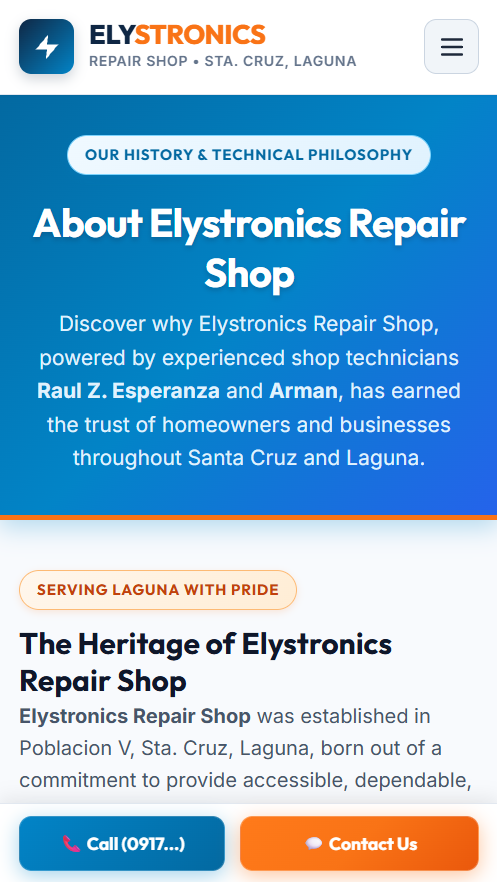 ELYSTRONICS
REPAIR SHOP • STA. CRUZ, LAGUNA
OUR HISTORY & TECHNICAL PHILOSOPHY
About Elystronics Repair
Shop
Discover why Elystronics Repair Shop,
powered by experienced shop technicians
Raul Z. Esperanza and Arman, has earned
the trust of homeowners and businesses
throughout Santa Cruz and Laguna.
SERVING LAGUNA WITH PRIDE
The Heritage of Elystronics
Repair Shop
Elystronics Repair Shop was established in
Poblacion V, Sta. Cruz, Laguna, born out of a
commitment to provide accessible, dependable,
Call (0917...)
Contact Us